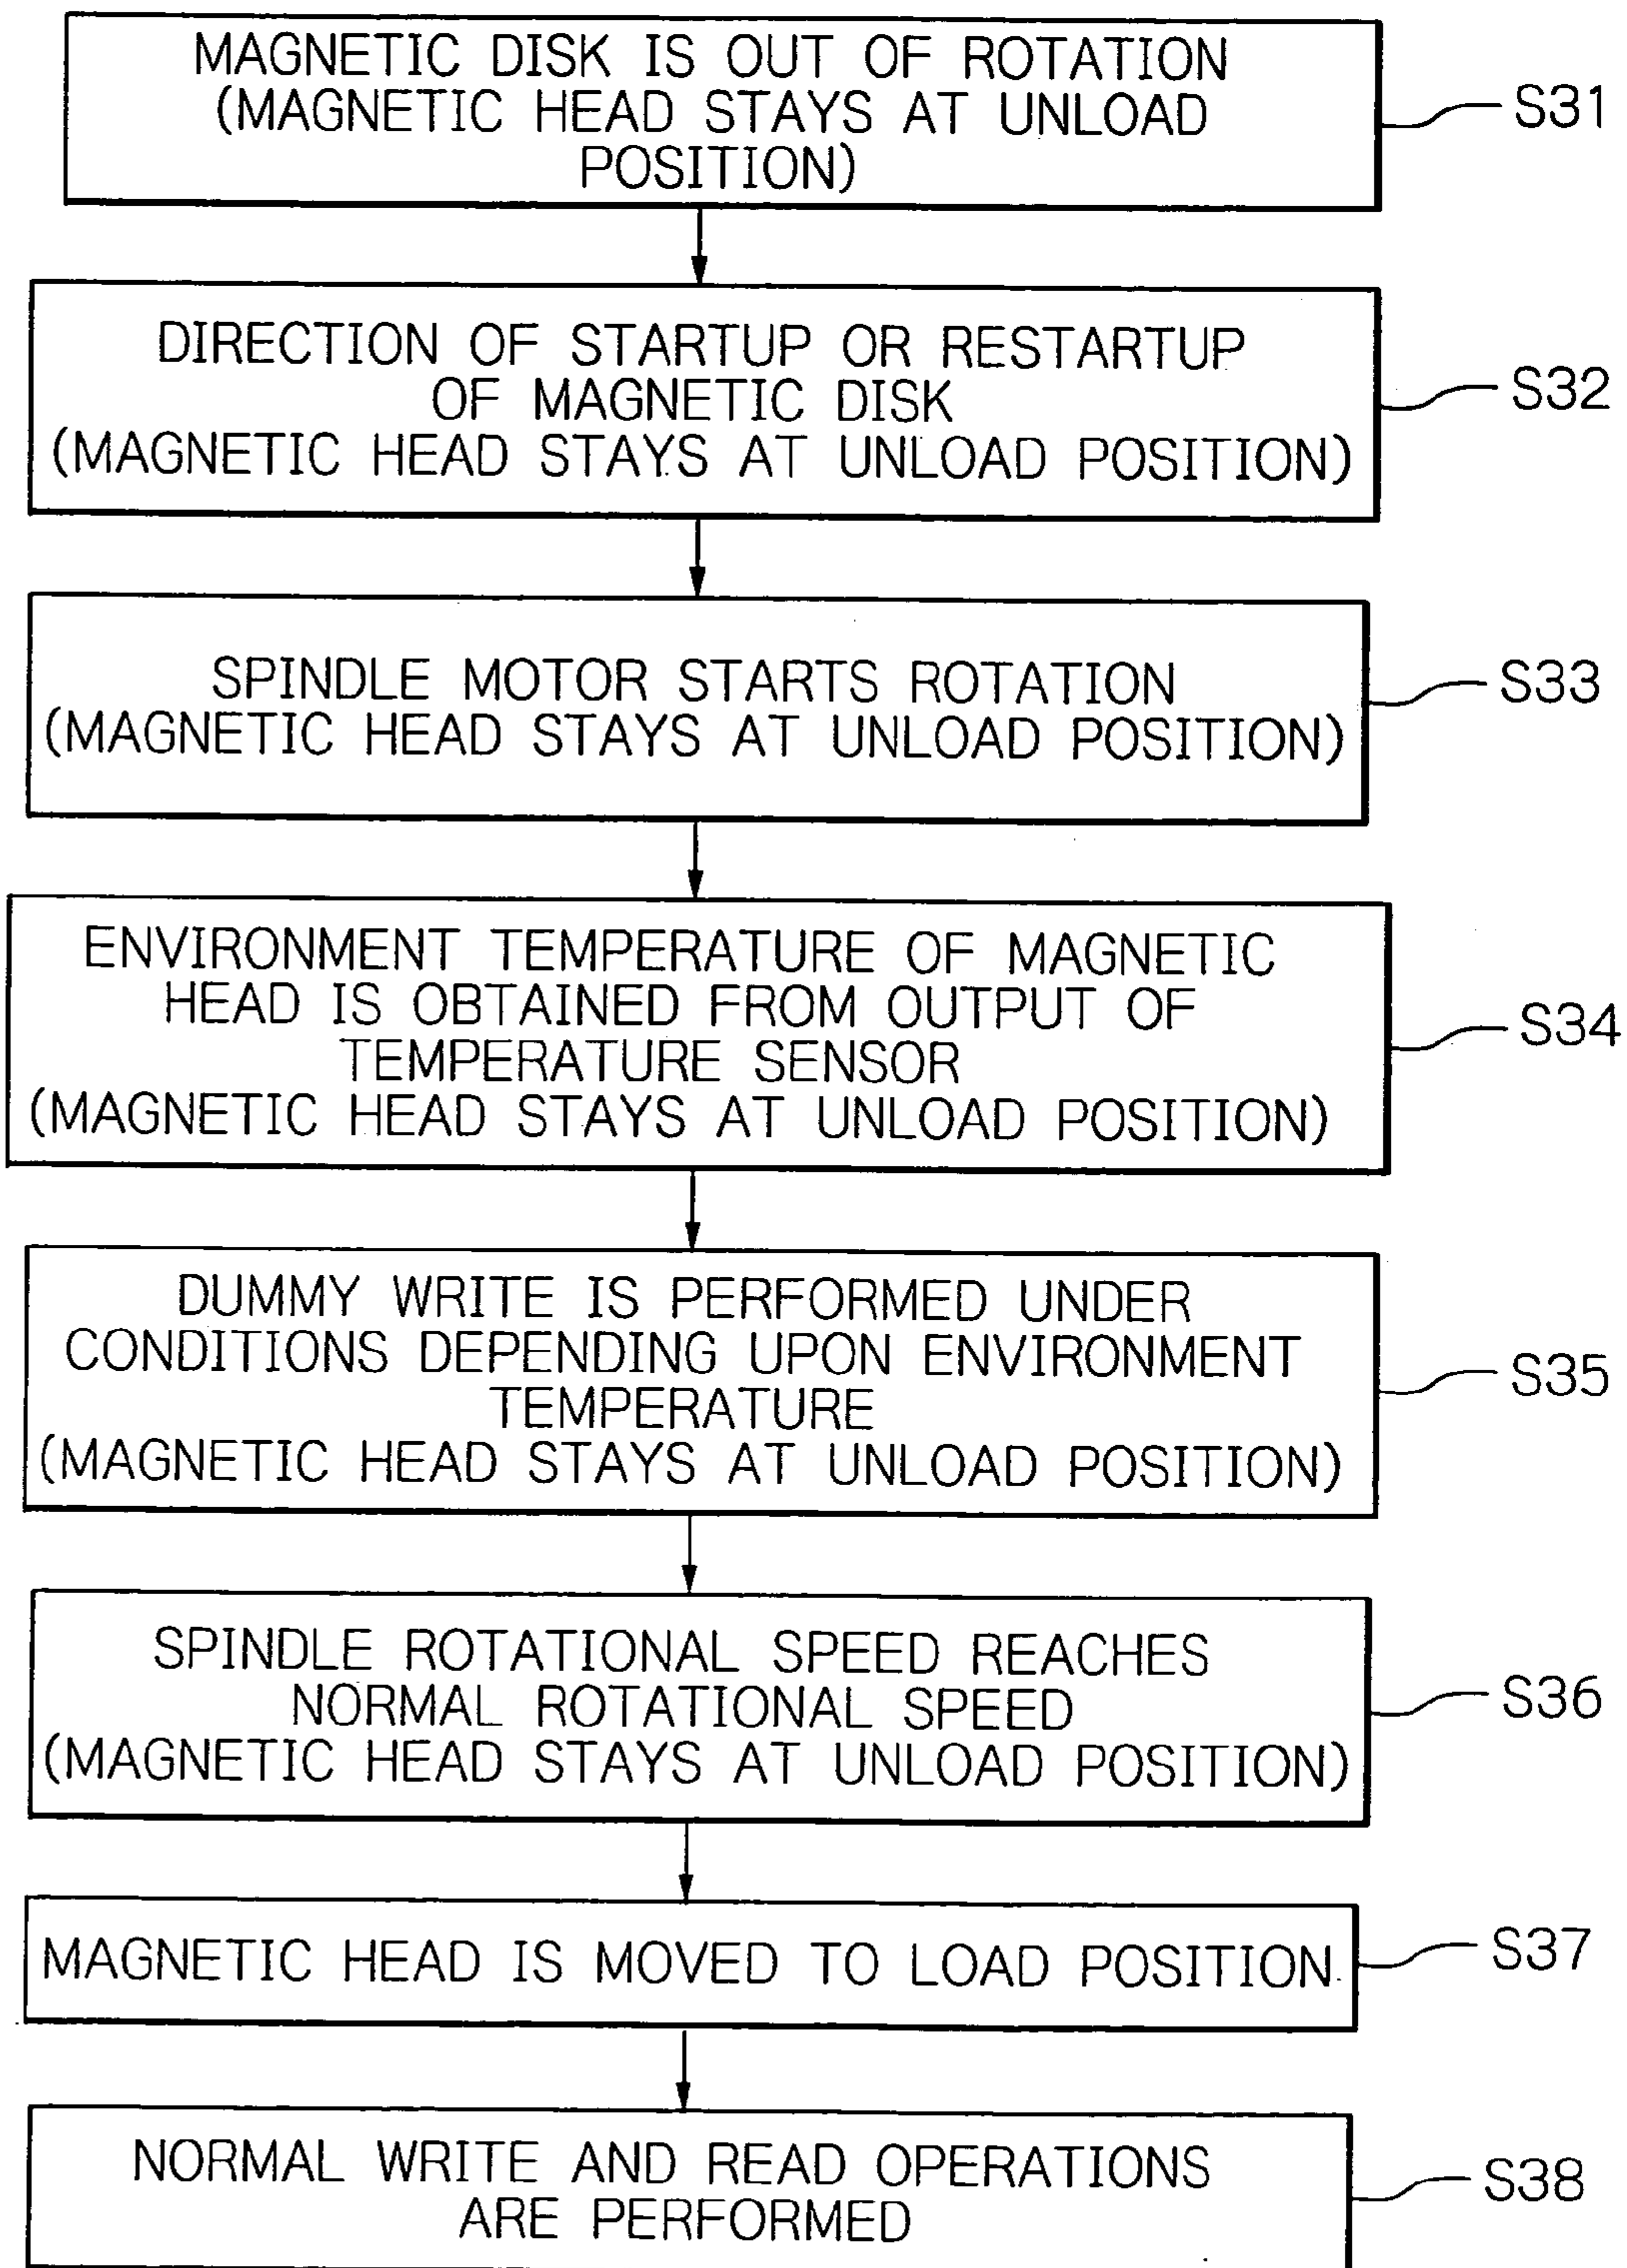 MAGNETIC DISK IS OUT OF ROTATION
(MAGNETIC HEAD STAYS AT UNLOAD
POSITION)
S31
DIRECTION OF STARTUP OR RESTARTUP
OF MAGNETIC DISK
(MAGNETIC HEAD STAYS AT UNLOAD POSITION)
S32
SPINDLE MOTOR STARTS ROTATION
(MAGNETIC HEAD STAYS AT UNLOAD POSITION)
S33
ENVIRONMENT TEMPERATURE OF MAGNETIC
HEAD IS OBTAINED FROM OUTPUT OF
TEMPERATURE SENSOR
(MAGNETIC HEAD STAYS AT UNLOAD POSITION)
S34
DUMMY WRITE IS PERFORMED UNDER
CONDITIONS DEPENDING UPON ENVIRONMENT
TEMPERATURE
(MAGNETIC HEAD STAYS AT UNLOAD POSITION)
S35
SPINDLE ROTATIONAL SPEED REACHES
NORMAL ROTATIONAL SPEED
(MAGNETIC HEAD STAYS AT UNLOAD POSITION)
S36
MAGNETIC HEAD IS MOVED TO LOAD POSITION
S37
NORMAL WRITE AND READ OPERATIONS
ARE PERFORMED
S38